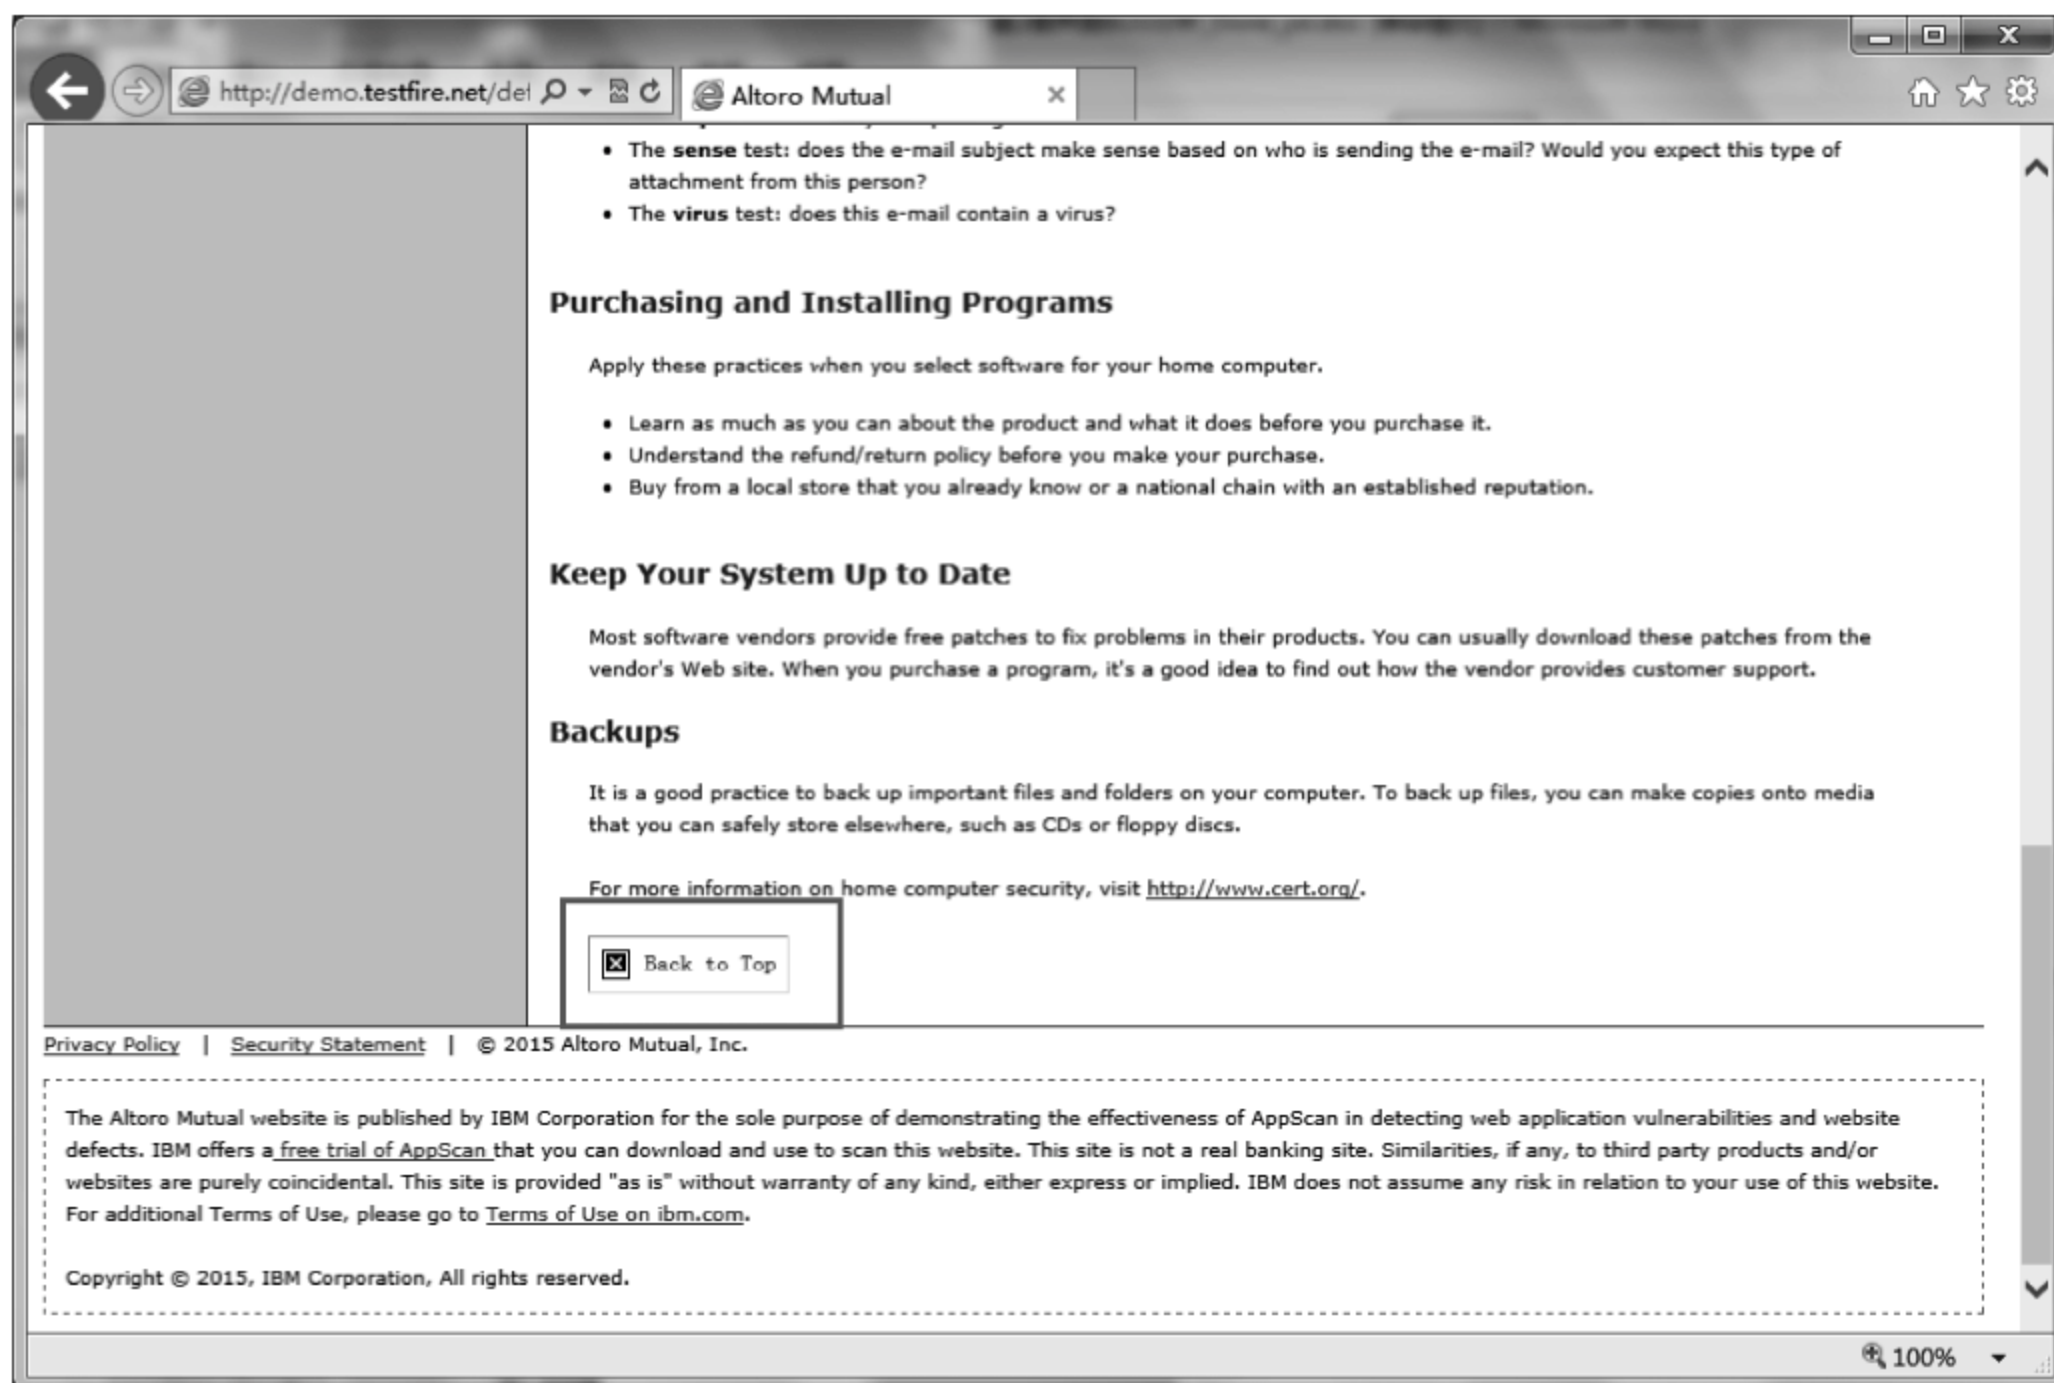 http://demo.testfire.net/def
Altoro Mutual
• The sense test: does the e-mail subject make sense based on who is sending the e-mail? Would you expect this type of
attachment from this person?
• The virus test: does this e-mail contain a virus?
Purchasing and Installing Programs
Apply these practices when you select software for your home computer.
• Learn as much as you can about the product and what it does before you purchase it.
• Understand the refund/return policy before you make your purchase.
• Buy from a local store that you already know or a national chain with an established reputation.
Keep Your System Up to Date
Most software vendors provide free patches to fix problems in their products. You can usually download these patches from the
vendor's Web site. When you purchase a program, it's a good idea to find out how the vendor provides customer support.
Backups
It is a good practice to back up important files and folders on your computer. To back up files, you can make copies onto media
that you can safely store elsewhere, such as CDs or floppy discs.
For more information on home computer security, visit http://www.cert.org/.
Back to Top
Privacy Policy | Security Statement | © 2015 Altoro Mutual, Inc.
The Altoro Mutual website is published by IBM Corporation for the sole purpose of demonstrating the effectiveness of AppScan in detecting web application vulnerabilities and website
defects. IBM offers a free trial of AppScan that you can download and use to scan this website. This site is not a real banking site. Similarities, if any, to third party products and/or
websites are purely coincidental. This site is provided "as is" without warranty of any kind, either express or implied. IBM does not assume any risk in relation to your use of this website.
For additional Terms of Use, please go to Terms of Use on ibm.com.
Copyright © 2015, IBM Corporation, All rights reserved.
100%